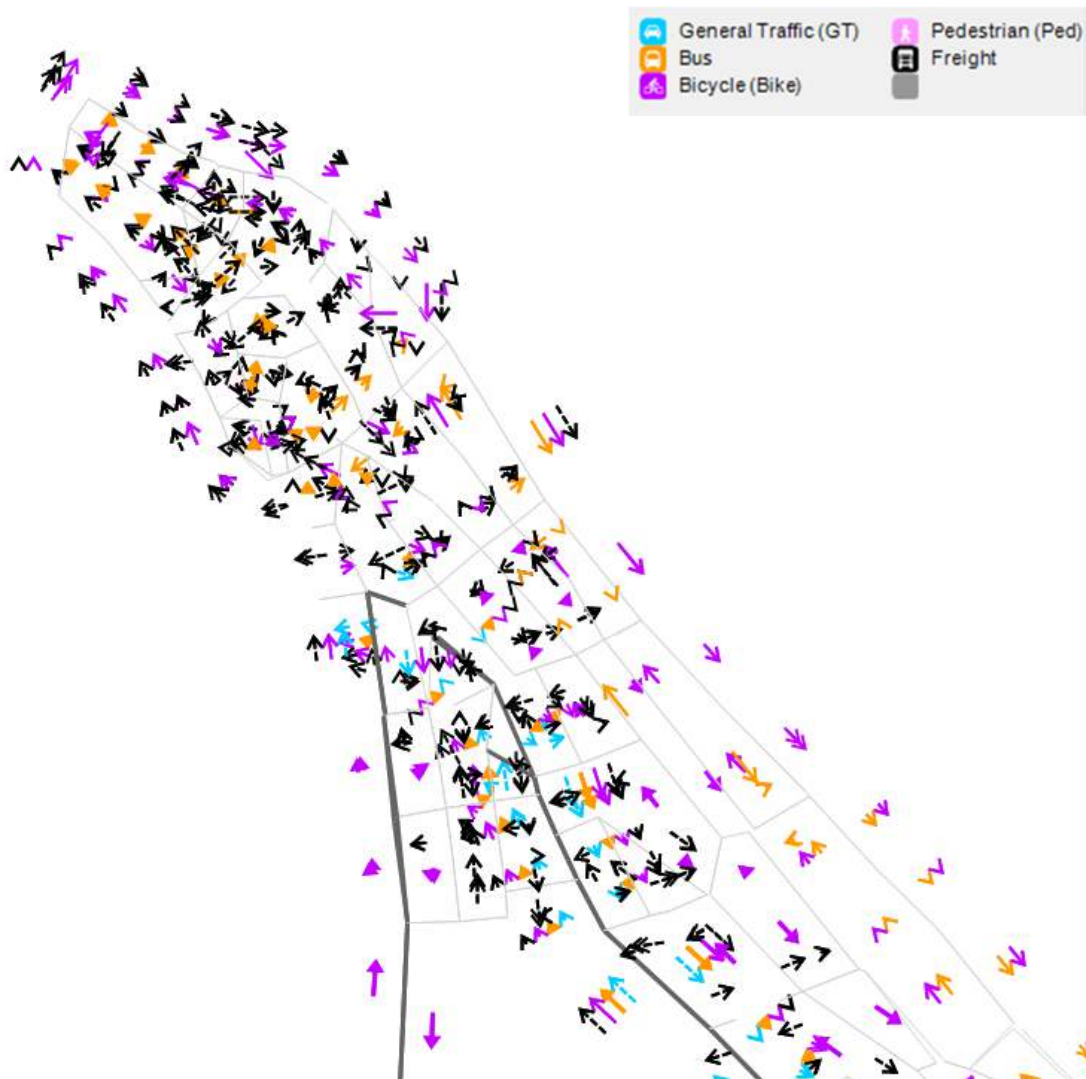 General Traffic (GT)
Bus
Bicycle (Bike)
Pedestrian (Ped)
Freight